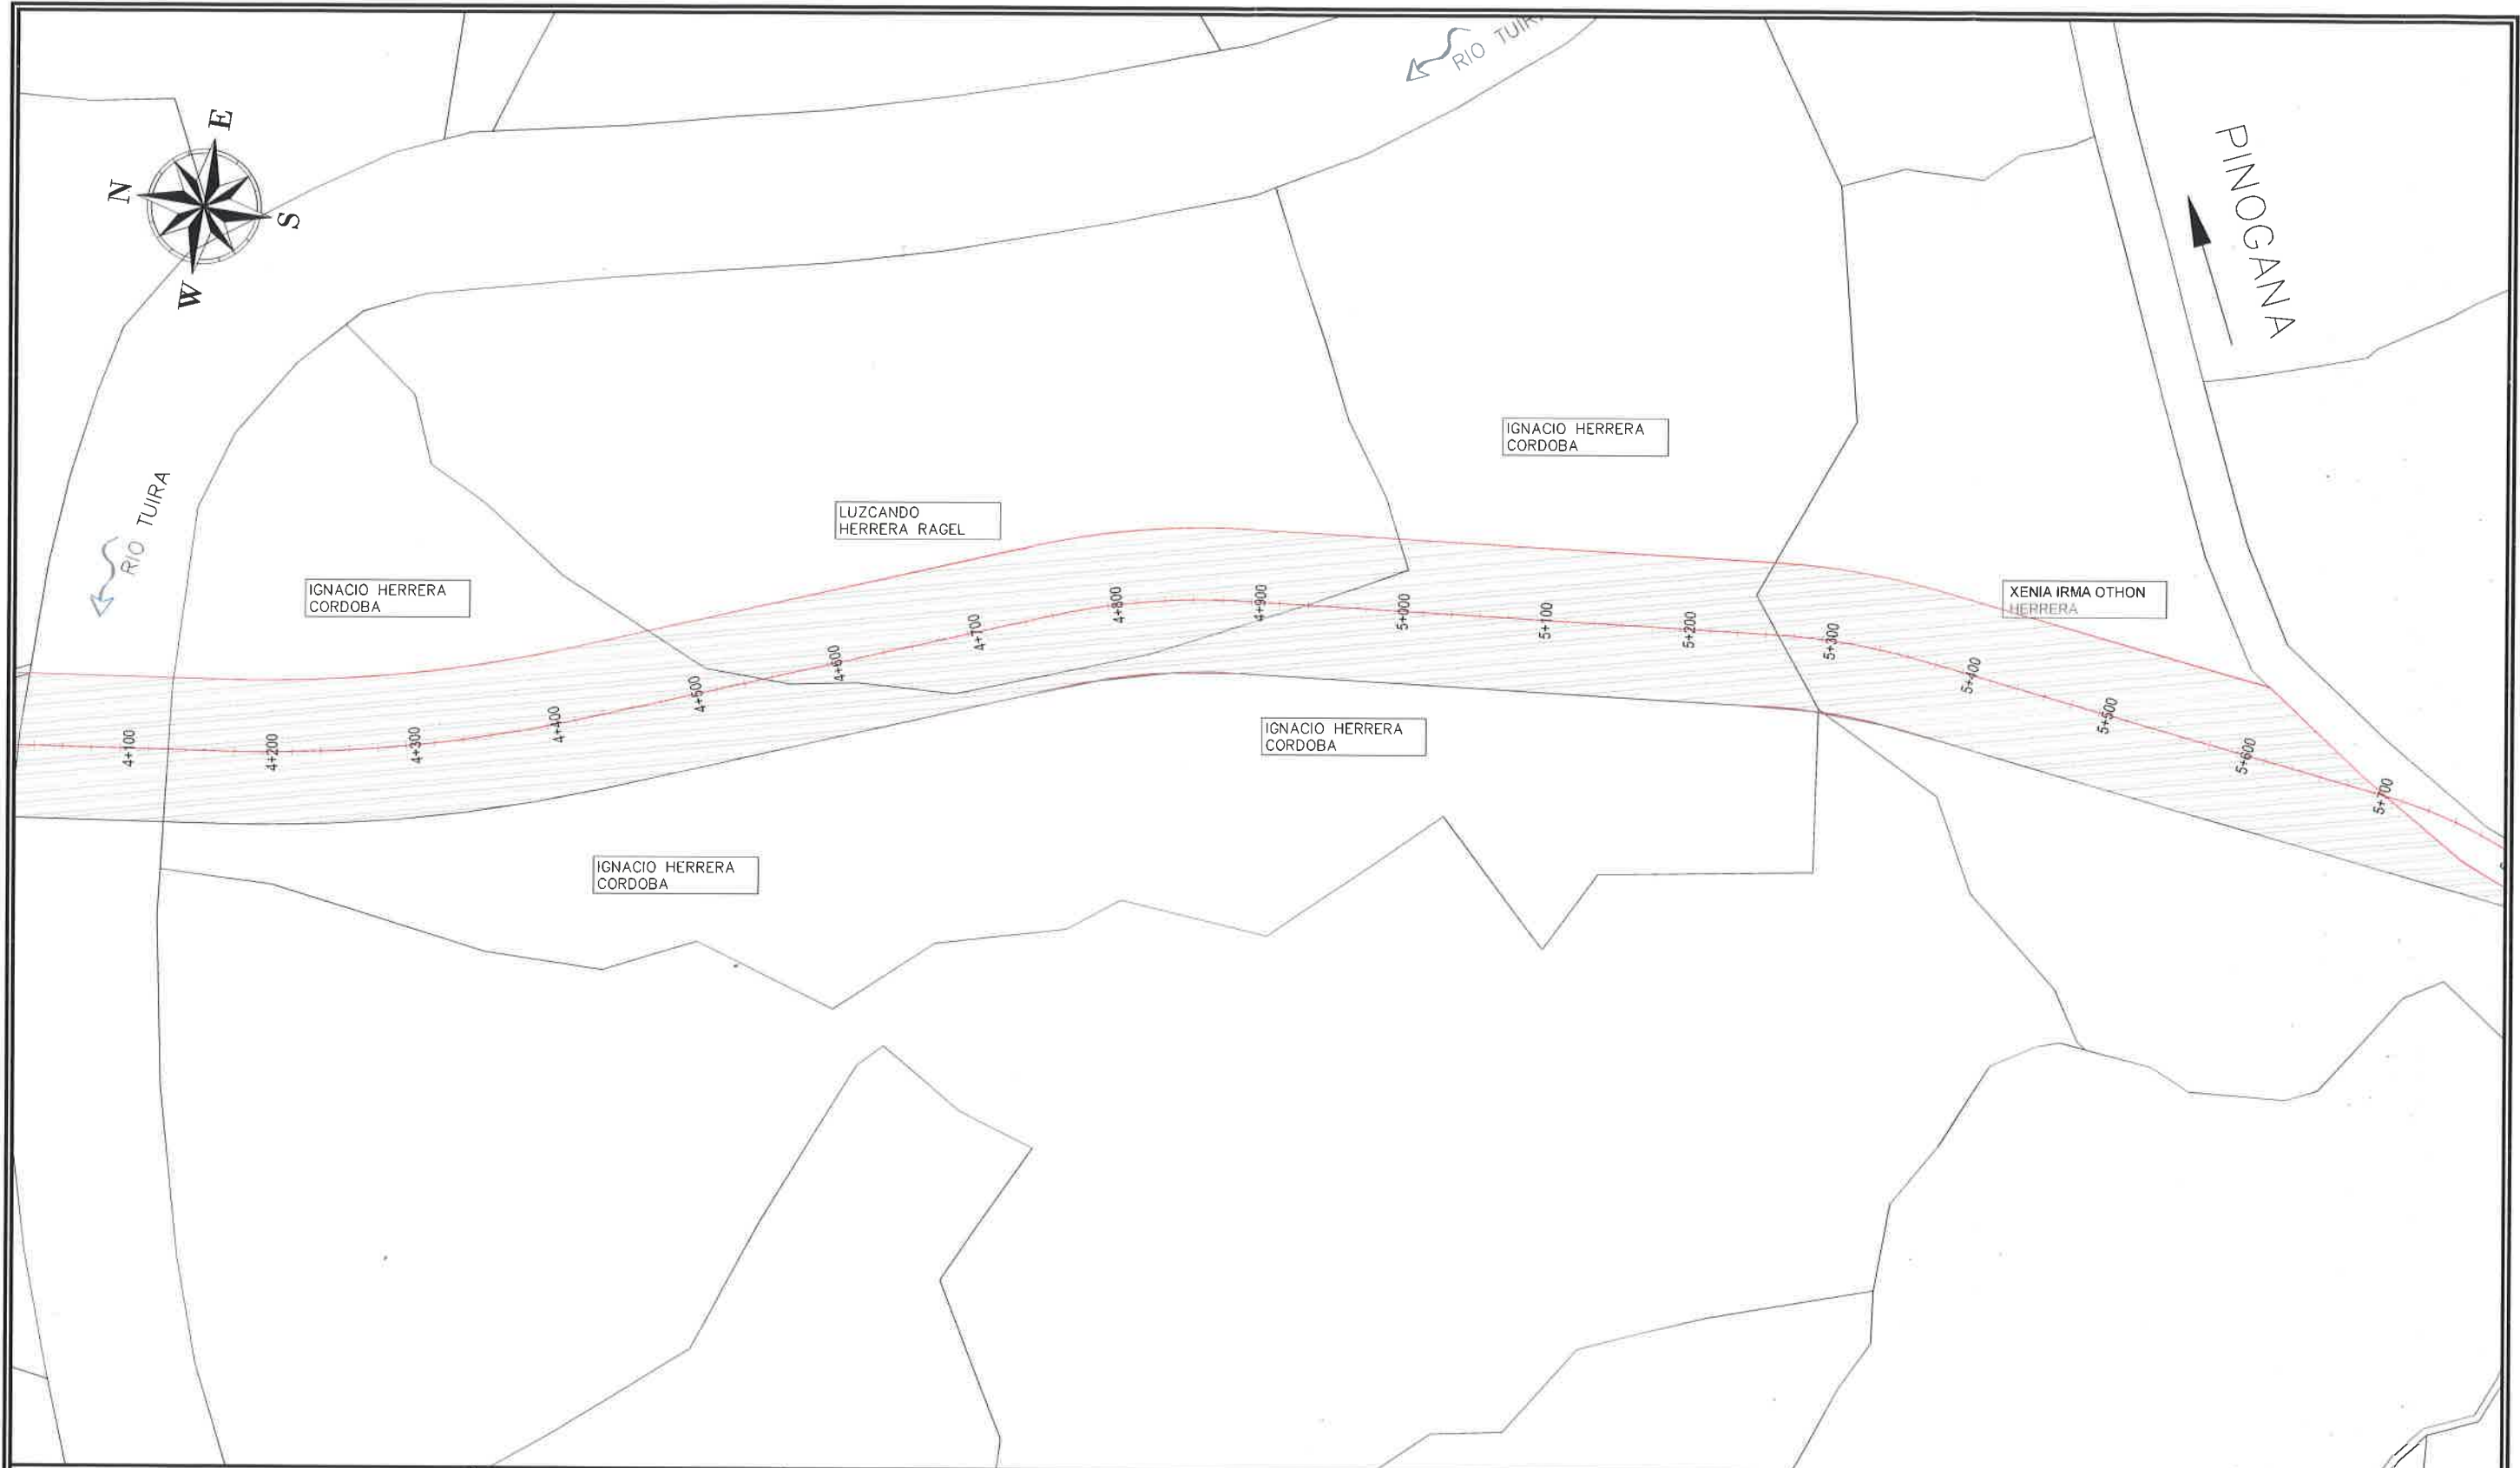 RIO TUIRA
N
E
S
W
PINOGANA
RIO TUIRA
IGNACIO HERRERA
CORDOBA
LUZCANDO
HERRERA RAGEL
IGNACIO HERRERA
CORDOBA
XENIA IRMA OTHON
HERRERA
4+100
4+200
4+300
4+400
4+500
4+600
4+700
4+800
4+900
5+000
5+100
5+200
5+300
5+400
5+500
5+600
5+700
IGNACIO HERRERA
CORDOBA
IGNACIO HERRERA
CORDOBA